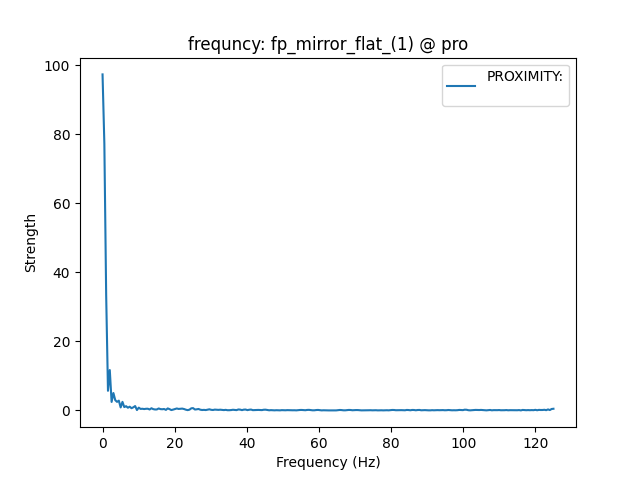 frequncy: fp_mirror_flat_(1) @ pro
PROXIMITY:
100
80
60
40
20
0
Strength
0 20 40 60 80 100 120
Frequency (Hz)